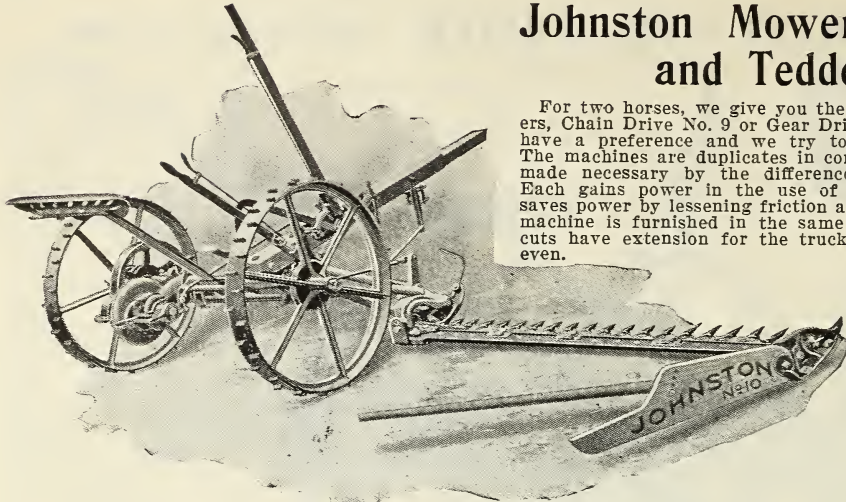 Johnston Mower
and Tedde
For two horses, we give you the
ers, Chain Drive No. 9 or Gear Dri
have a preference and we try to
The machines are duplicates in con
made necessary by the difference
Each gains power in the use of
saves power by lessening friction a
machine is furnished in the same
cuts have extension for the truck
even.
JOHNSTON
No 10